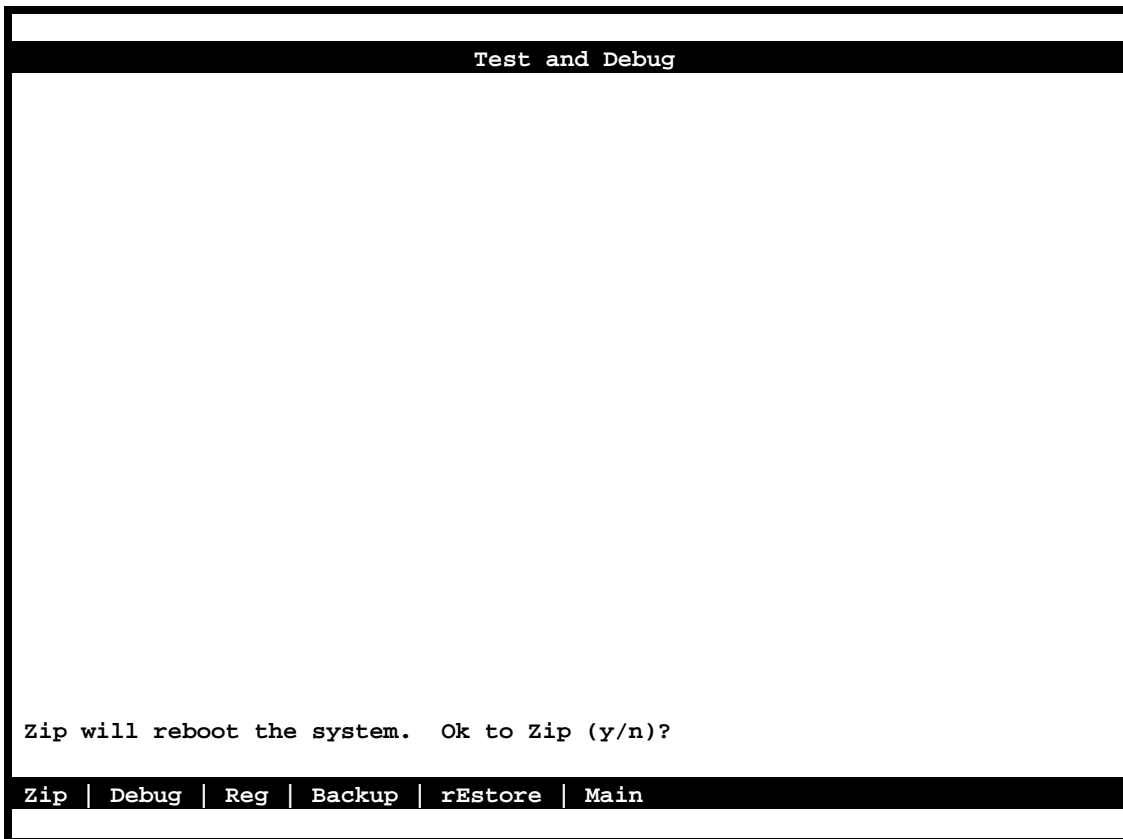 Test and Debug
Zip will reboot the system.  Ok to Zip (y/n)?
Zip | Debug | Reg | Backup | rEstore | Main